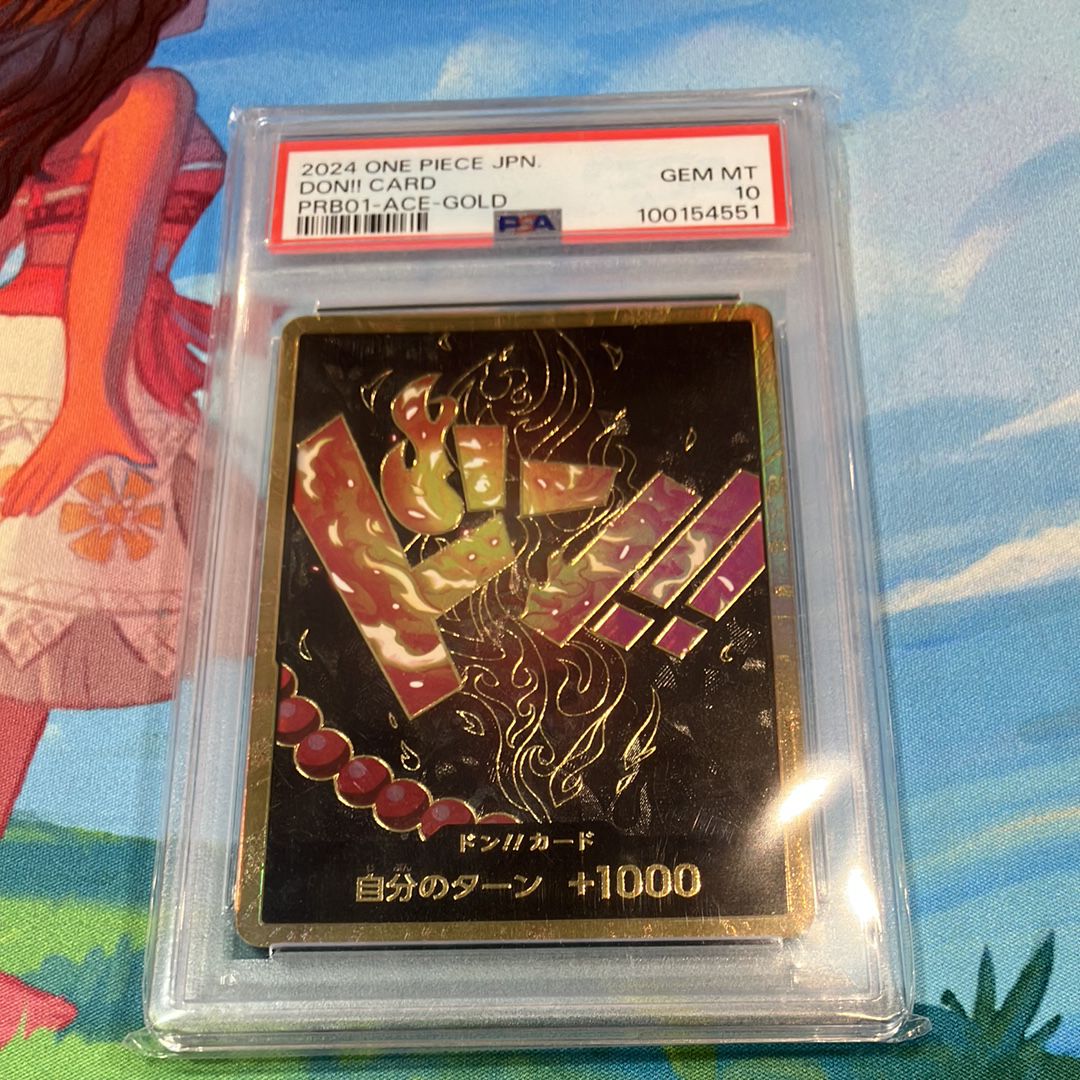 2024 ONE PIECE JPN.
DON!! CARD
GEM MT
PRB01-ACE-GOLD
10
PSA
100154551
ドン!!
ドン!!カード
自分のターン +1000